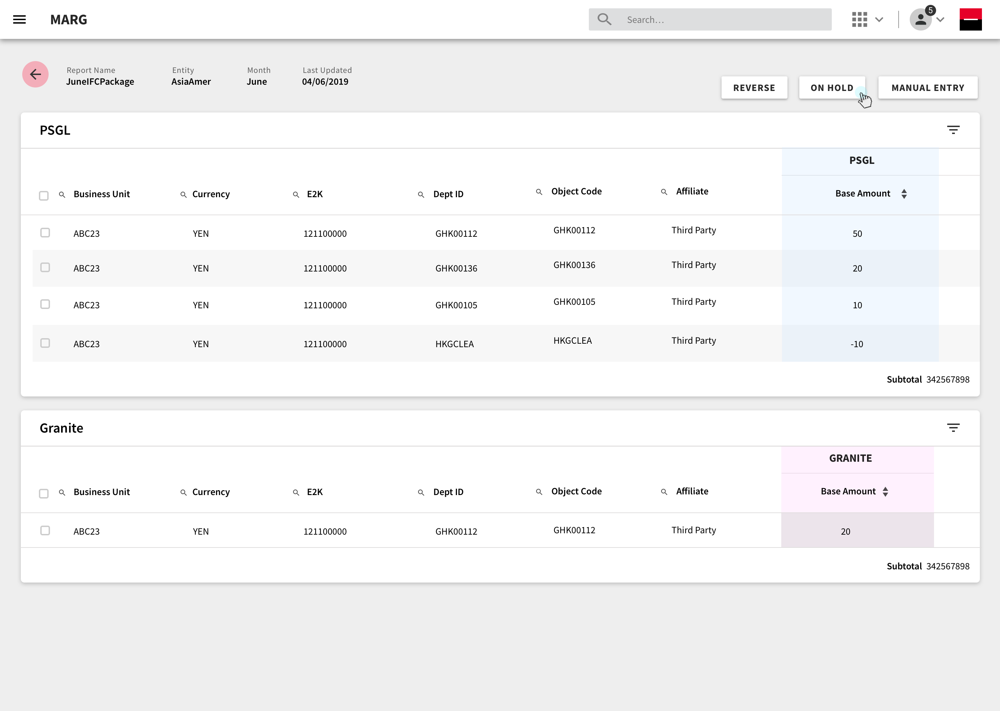 MARG
Search...
5
Report Name
JuneIFCPackage
Entity
AsiaAmer
Month
June
Last Updated
04/06/2019
REVERSE
ON HOLD
MANUAL ENTRY
PSGL
PSGL
Business Unit Currency E2K Dept ID Object Code Affiliate Base Amount
ABC23 YEN 121100000 GHK00112 GHK00112 Third Party 50
ABC23 YEN 121100000 GHK00136 GHK00136 Third Party 20
ABC23 YEN 121100000 GHK00105 GHK00105 Third Party 10
ABC23 YEN 121100000 HKGCLEA HKGCLEA Third Party -10
Subtotal 342567898
Granite
GRANITE
Business Unit Currency E2K Dept ID Object Code Affiliate Base Amount
ABC23 YEN 121100000 GHK00112 GHK00112 Third Party 20
Subtotal 342567898